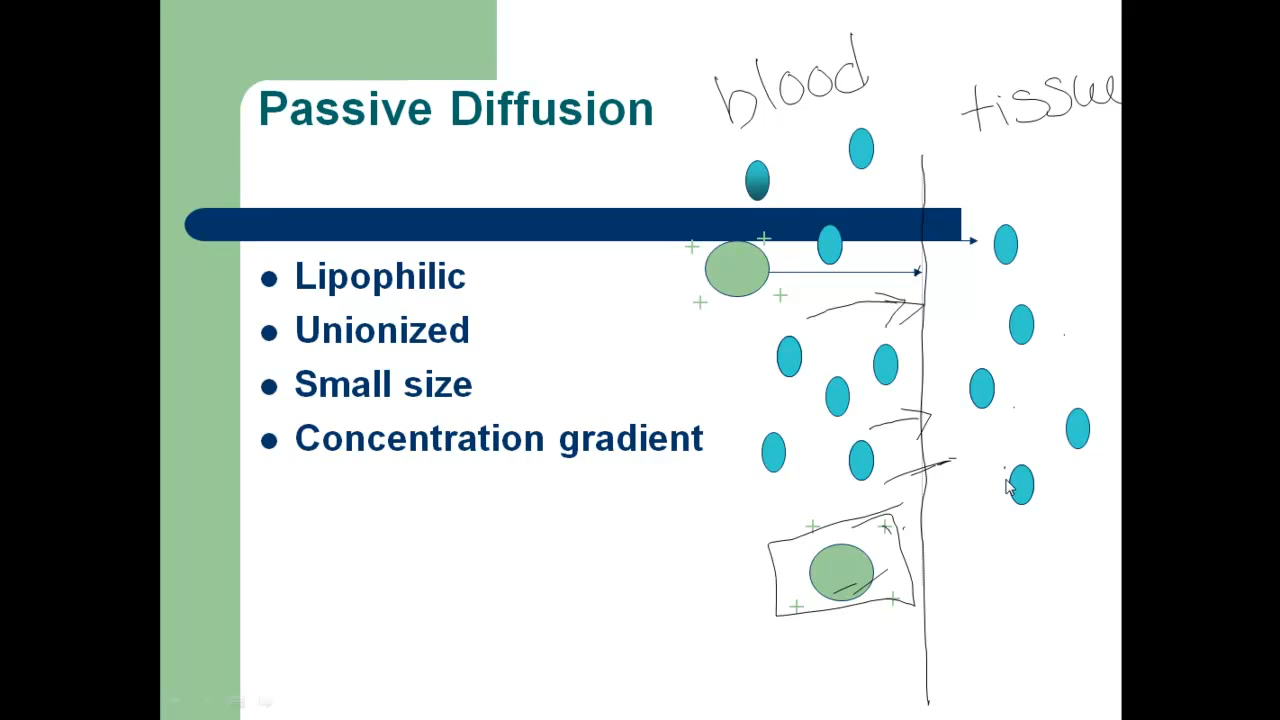 Passive Diffusion
blood
tissue
Lipophilic
Unionized
Small size
Concentration gradient